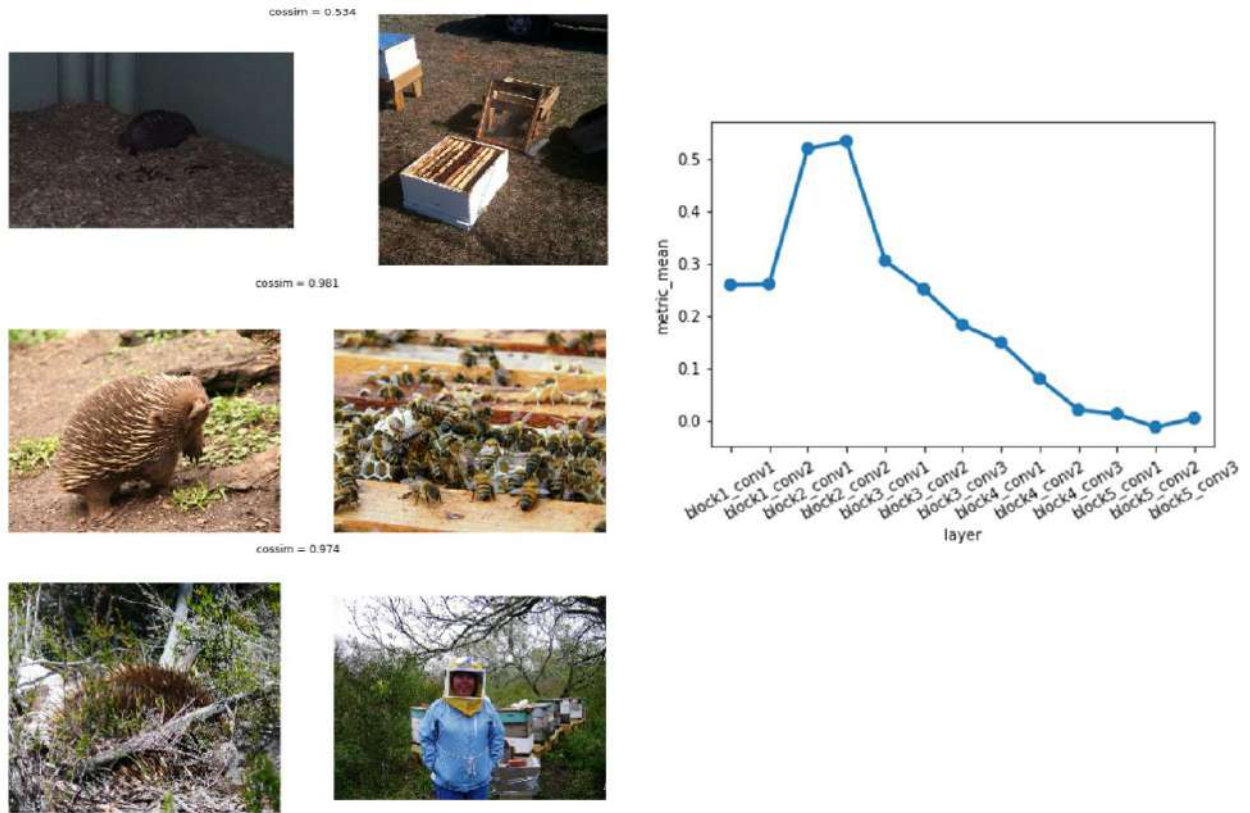 cossim = 0.534
cossim = 0.981
cossim = 0.974
metric_mean
0.5
0.4
0.3
0.2
0.1
0.0
block1_conv1
block1_conv2
block2_conv1
block2_conv2
block3_conv1
block3_conv2
block3_conv3
block4_conv1
block4_conv2
block4_conv3
block5_conv1
block5_conv2
block5_conv3
layer